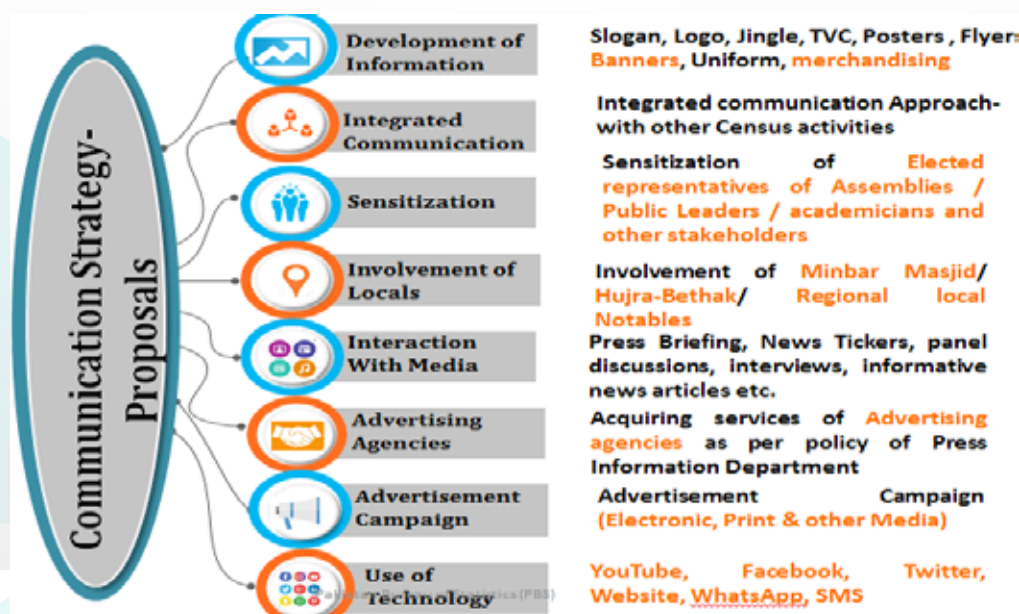 Communication Strategy-
Proposals
Development of
Information
Slogan, Logo, Jingle, TVC, Posters , Flyers
Banners, Uniform, merchandising
Integrated
Communication
Integrated communication Approach-
with other Census activities
Sensitization
Sensitization of Elected
representatives of Assemblies /
Public Leaders / academicians and
other stakeholders
Involvement of
Locals
Involvement of Minbar Masjid/
Hujra-Bethak/ Regional local
Notables
Interaction
With Media
Press Briefing, News Tickers, panel
discussions, interviews, informative
news articles etc.
Advertising
Agencies
Acquiring services of Advertising
agencies as per policy of Press
Information Department
Advertisement
Campaign
Advertisement Campaign
(Electronic, Print & other Media)
Use of
Technology
YouTube, Facebook, Twitter,
Website, WhatsApp, SMS
(PBS)